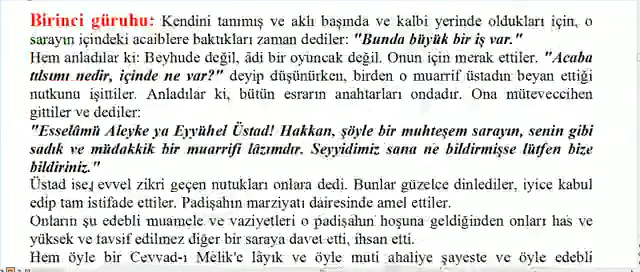 Birinci güruhu: Kendini tanımış ve aklı başında ve kalbi yerinde oldukları için, o
sarayın içindeki acaiblere baktıkları zaman dediler: "Bunda büyük bir iş var."
Hem anladılar ki: Beyhude değil, âdi bir oyuncak değil. Onun için merak ettiler. "Acaba
tılsımı nedir, içinde ne var?" deyip düşünürken, birden o muarrif üstadın beyan ettiği
nutkunu işittiler. Anladılar ki, bütün esrarın anahtarları ondadır. Ona müteveccihen
gittiler ve dediler:
"Esselâmü Aleyke ya Eyyühel Üstad! Hakkan, şöyle bir muhteşem sarayın, senin gibi
sadık ve müdakkik bir muarrifi lâzımdır. Seyyidimiz sana ne bildirmişse lütfen bize
bildiriniz."
Üstad ise, evvel zikri geçen nutukları onlara dedi. Bunlar güzelce dinlediler, iyice kabul
edip tam istifade ettiler. Padişahın marziyatı dairesinde amel ettiler.
Onların şu edebli muamele ve vaziyetleri o padişahın hoşuna geldiğinden onları has ve
yüksek ve tavsif edilmez diğer bir saraya davet etti, ihsan etti.
Hem öyle bir Cevvad-ı Melik'e lâyık ve öyle muti ahaliye şayeste ve öyle edebli